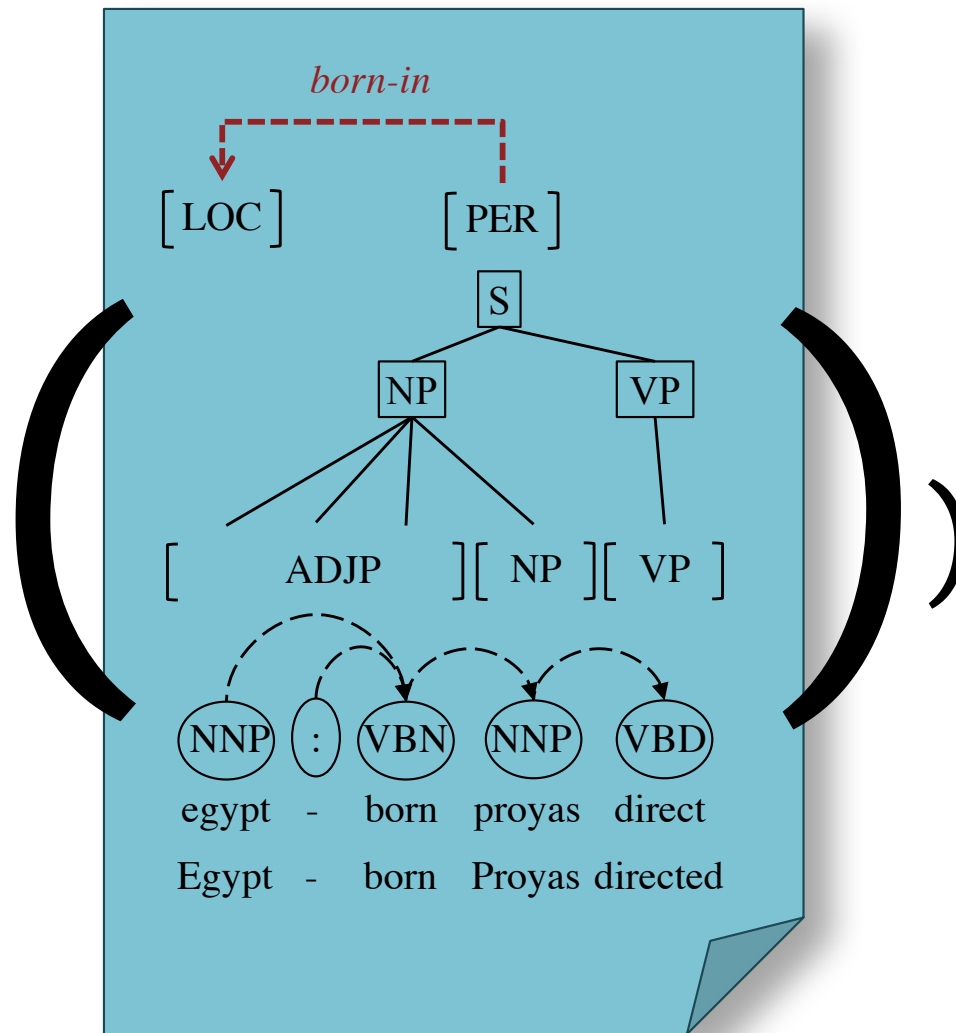 born-in
[ LOC ] [ PER ]
S
NP VP
[ ADJP ] [ NP ] [ VP ]
NNP : VBN NNP VBD
egypt - born proyas direct
Egypt - born Proyas directed
( ) )